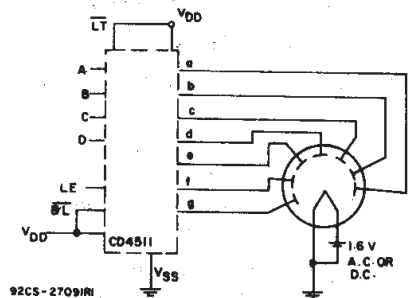 LT
VDD
A
B
C
D
LE
BL
VDD
CD4511
VSS
a
b
c
d
e
f
g
1.6 V
A.C. OR
D.C.
92CS-27091R1